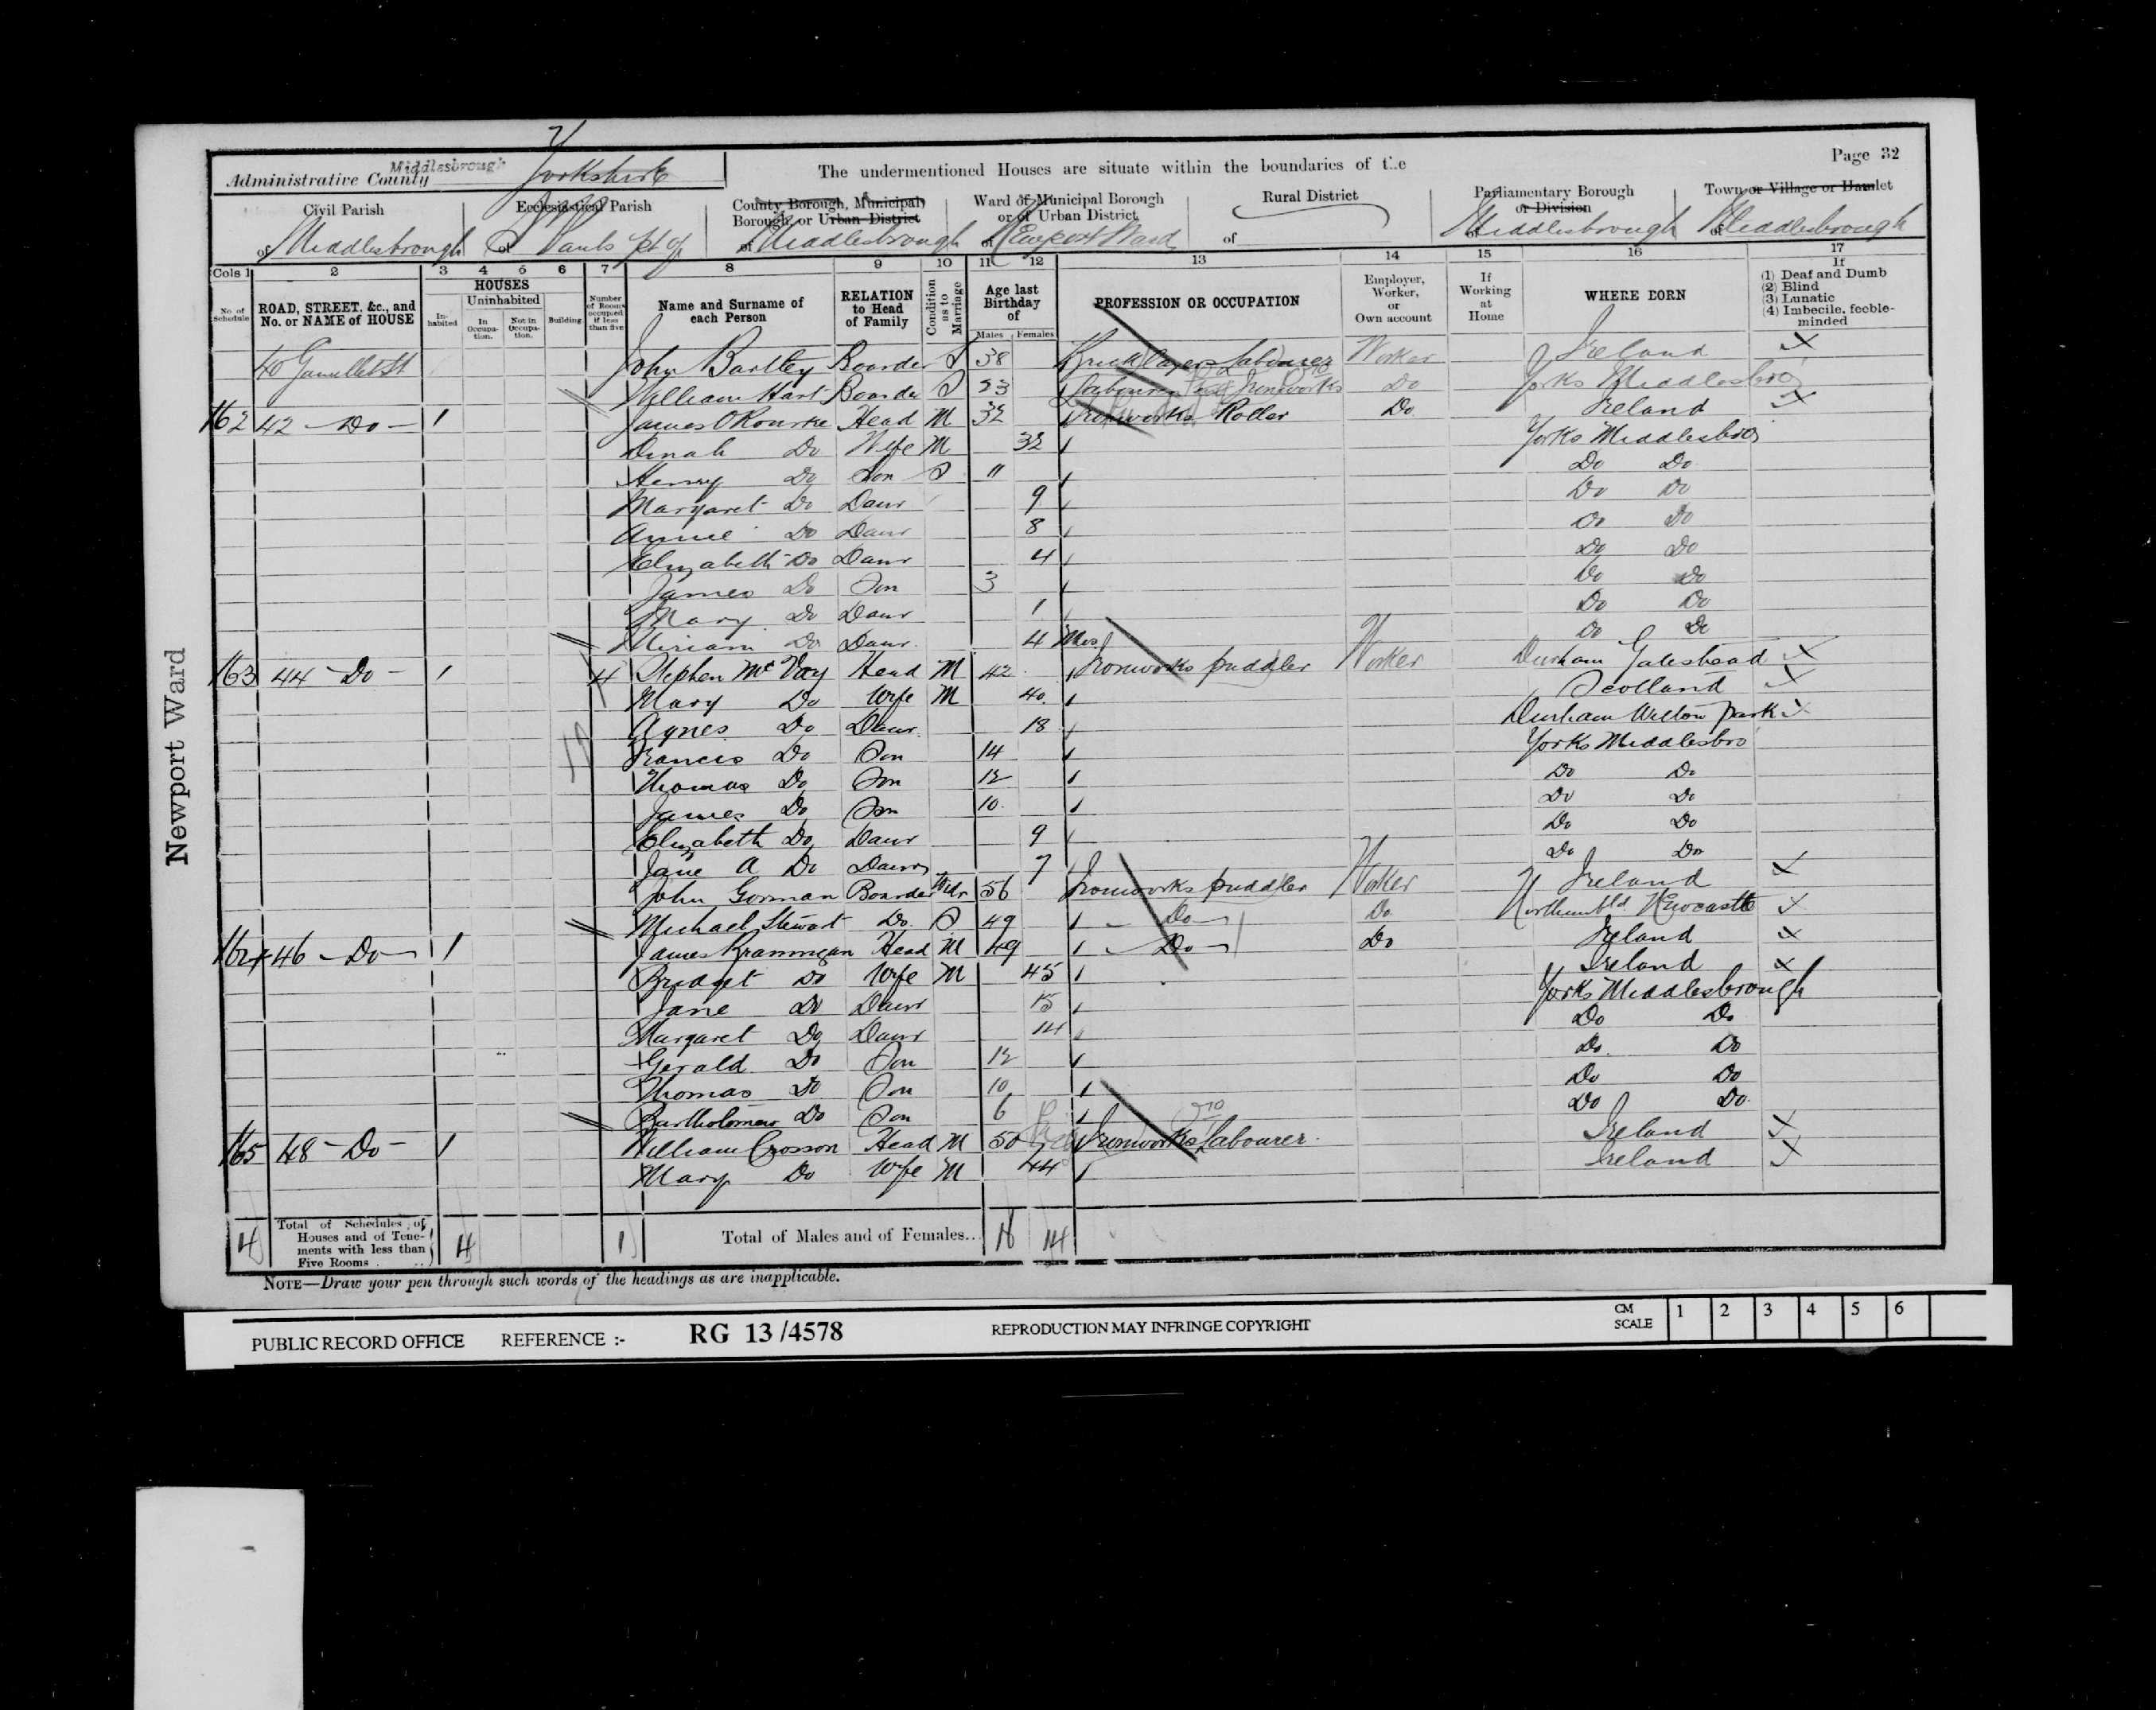 Page 32
Administrative County Middlesbrough Yorkshire
The undermentioned Houses are situate within the boundaries of the
Civil Parish of Middlesbrough
Ecclesiastical Parish of St Pauls pt of
County Borough, Municipal Borough, or Urban District of Middlesbrough
Ward of Municipal Borough or of Urban District of Newport Ward
Rural District of
Parliamentary Borough or Division of Middlesbrough
Town or Village or Hamlet of Middlesbrough
Cols 1 2 3 4 5 6 7 8 9 10 11 12 13 14 15 16 17
No. of Schedule
ROAD, STREET, &c., and No. or NAME of HOUSE
HOUSES
Inhabited
Uninhabited
In Occupation.
Not in Occupation.
Building
Number of Rooms occupied if less than five
Name and Surname of each Person
RELATION to Head of Family
Condition as to Marriage
Age last Birthday of
Males Females
PROFESSION OR OCCUPATION
Employer, Worker, or Own account
If Working at Home
WHERE BORN
If
(1) Deaf and Dumb
(2) Blind
(3) Lunatic
(4) Imbecile, feeble-minded
40 St John Bartley Boarder S 38 Bricklayers Labourer Worker Ireland
William Hart Boarder S 23 Labourer Ironworks Do Yorks Middlesbro
162 42 Do 1 James O'Rourke Head M 32 Ironworks Roller Do Ireland
Dinah Do Wife M 32 Yorks Middlesbro
Henry Do Son S 11 Do Do
Margaret Do Daur 9 Do Do
Annie Do Daur 8 Do Do
Elizabeth Do Daur 4 Do Do
James Do Son 3 Do Do
Mary Do Daur 1 Do Do
Miriam Do Daur 4 Mos Do Do
163 44 Do 1 4 Stephen Mc Vay Head M 42 Ironworks puddler Worker Durham Gateshead
Mary Do Wife M 40 Scotland
Agnes Do Daur 18 Durham Witton park
Francis Do Son 14 Yorks Middlesbro
Thomas Do Son 12 Do Do
James Do Son 10 Do Do
Elizabeth Do Daur 9 Do Do
Jane A Do Daur 7 Do Do
John Gorman Boarder Widr 56 Ironworks puddler Worker Ireland
Michael Stewart Do S 49 Do Do Northumbld Newcastle
164 46 Do 1 James Brannigan Head M 49 Do Do Ireland
Bridget Do Wife M 45 Ireland
Jane Do Daur 15 Yorks Middlesbrough
Margaret Do Daur 14 Do Do
Gerald Do Son 12 Do Do
Thomas Do Son 10 Do Do
Bartholomew Do Son 6 Do Do
165 48 Do 1 William Crosson Head M 50 Ironworks Labourer Ireland
Mary Do Wife M 44 Ireland
4 Total of Schedules of Houses and of Tenements with less than Five Rooms 4 1 Total of Males and of Females... 16 14
NOTE—Draw your pen through such words of the headings as are inapplicable.
Newport Ward
PUBLIC RECORD OFFICE REFERENCE :- RG 13/4578 REPRODUCTION MAY INFRINGE COPYRIGHT CM SCALE 1 2 3 4 5 6